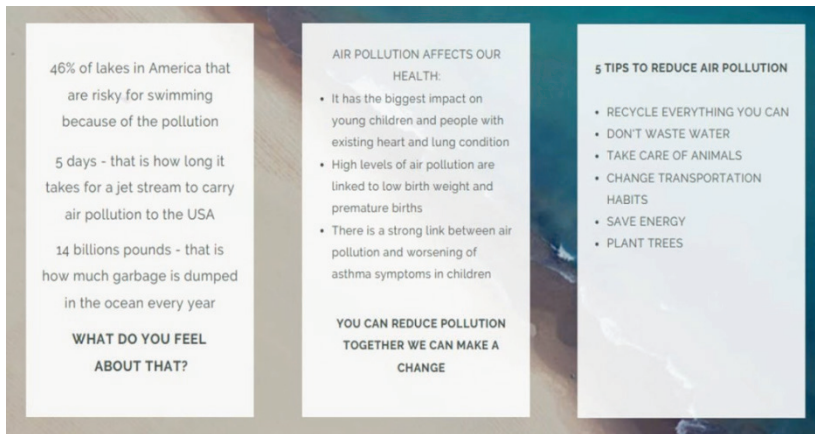 46% of lakes in America that
are risky for swimming
because of the pollution
5 days - that is how long it
takes for a jet stream to carry
air pollution to the USA
14 billions pounds - that is
how much garbage is dumped
in the ocean every year
WHAT DO YOU FEEL
ABOUT THAT?
AIR POLLUTION AFFECTS OUR
HEALTH:
• It has the biggest impact on
young children and people with
existing heart and lung condition
• High levels of air pollution are
linked to low birth weight and
premature births
• There is a strong link between air
pollution and worsening of
asthma symptoms in children
YOU CAN REDUCE POLLUTION
TOGETHER WE CAN MAKE A
CHANGE
5 TIPS TO REDUCE AIR POLLUTION
• RECYCLE EVERYTHING YOU CAN
• DON'T WASTE WATER
• TAKE CARE OF ANIMALS
• CHANGE TRANSPORTATION
HABITS
• SAVE ENERGY
• PLANT TREES